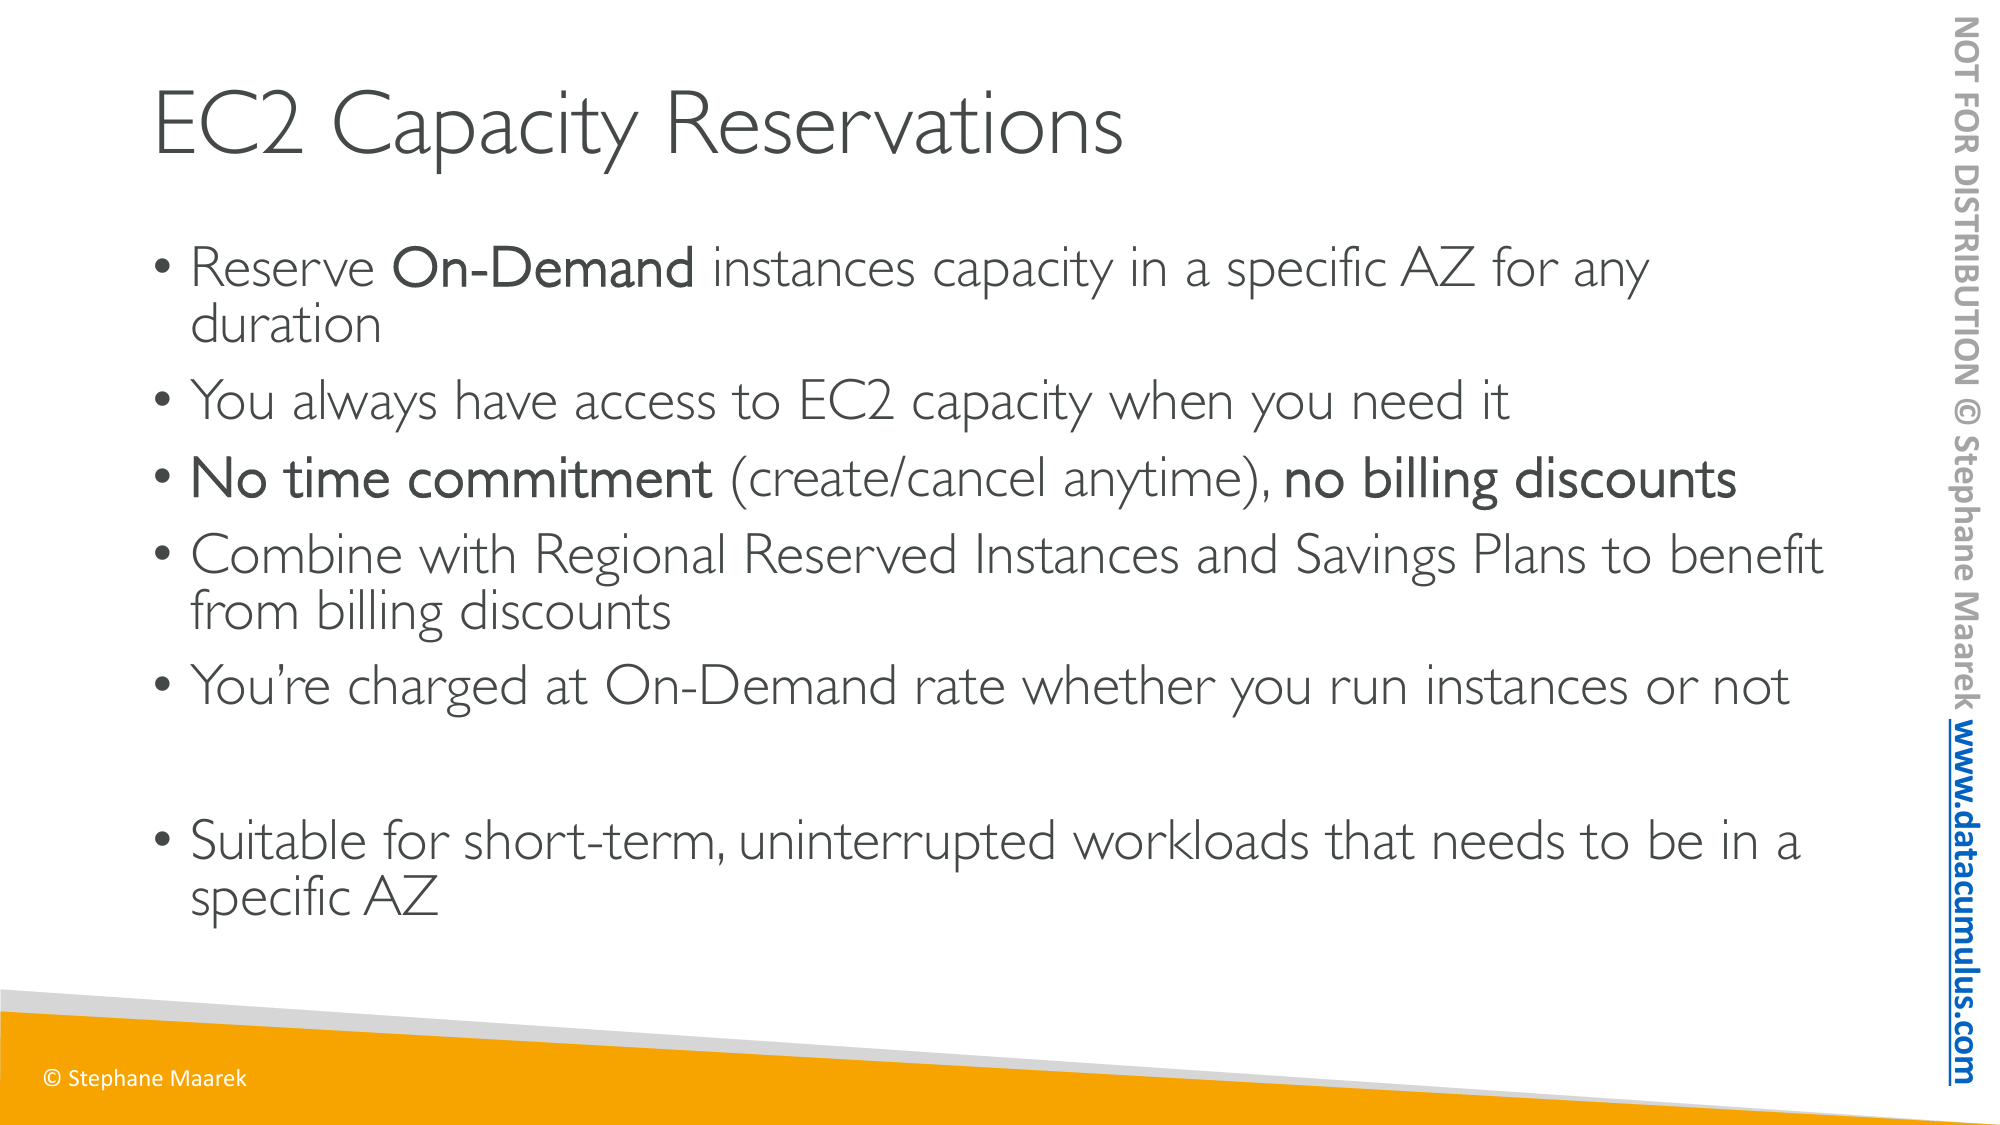 EC2 Capacity Reservations
• Reserve On-Demand instances capacity in a specific AZ for any
duration
• You always have access to EC2 capacity when you need it
• No time commitment (create/cancel anytime), no billing discounts
• Combine with Regional Reserved Instances and Savings Plans to benefit
from billing discounts
• You’re charged at On-Demand rate whether you run instances or not
• Suitable for short-term, uninterrupted workloads that needs to be in a
specific AZ
© Stephane Maarek
NOT FOR DISTRIBUTION © Stephane Maarek www.datacumulus.com